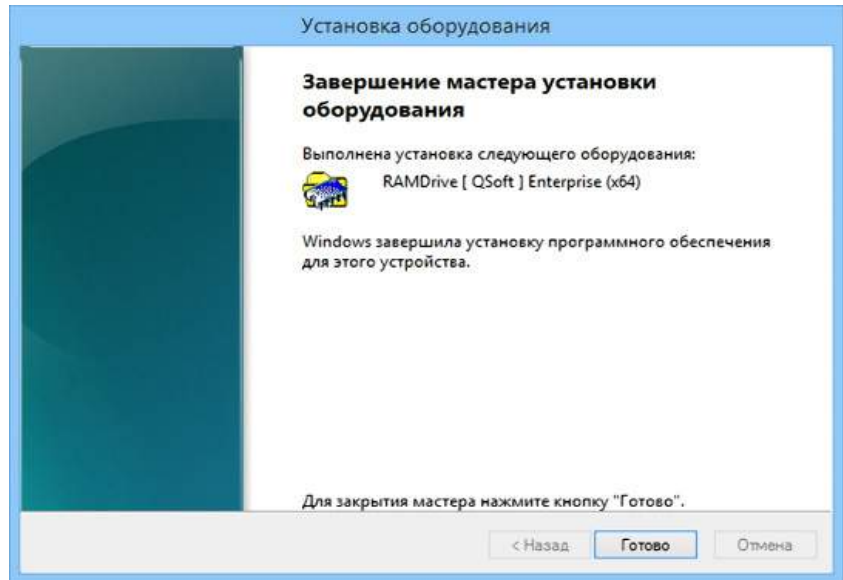 Установка оборудования
Завершение мастера установки
оборудования
Выполнена установка следующего оборудования:
RAMDrive [ QSoft ] Enterprise (x64)
Windows завершила установку программного обеспечения
для этого устройства.
Для закрытия мастера нажмите кнопку "Готово".
< Назад Готово Отмена